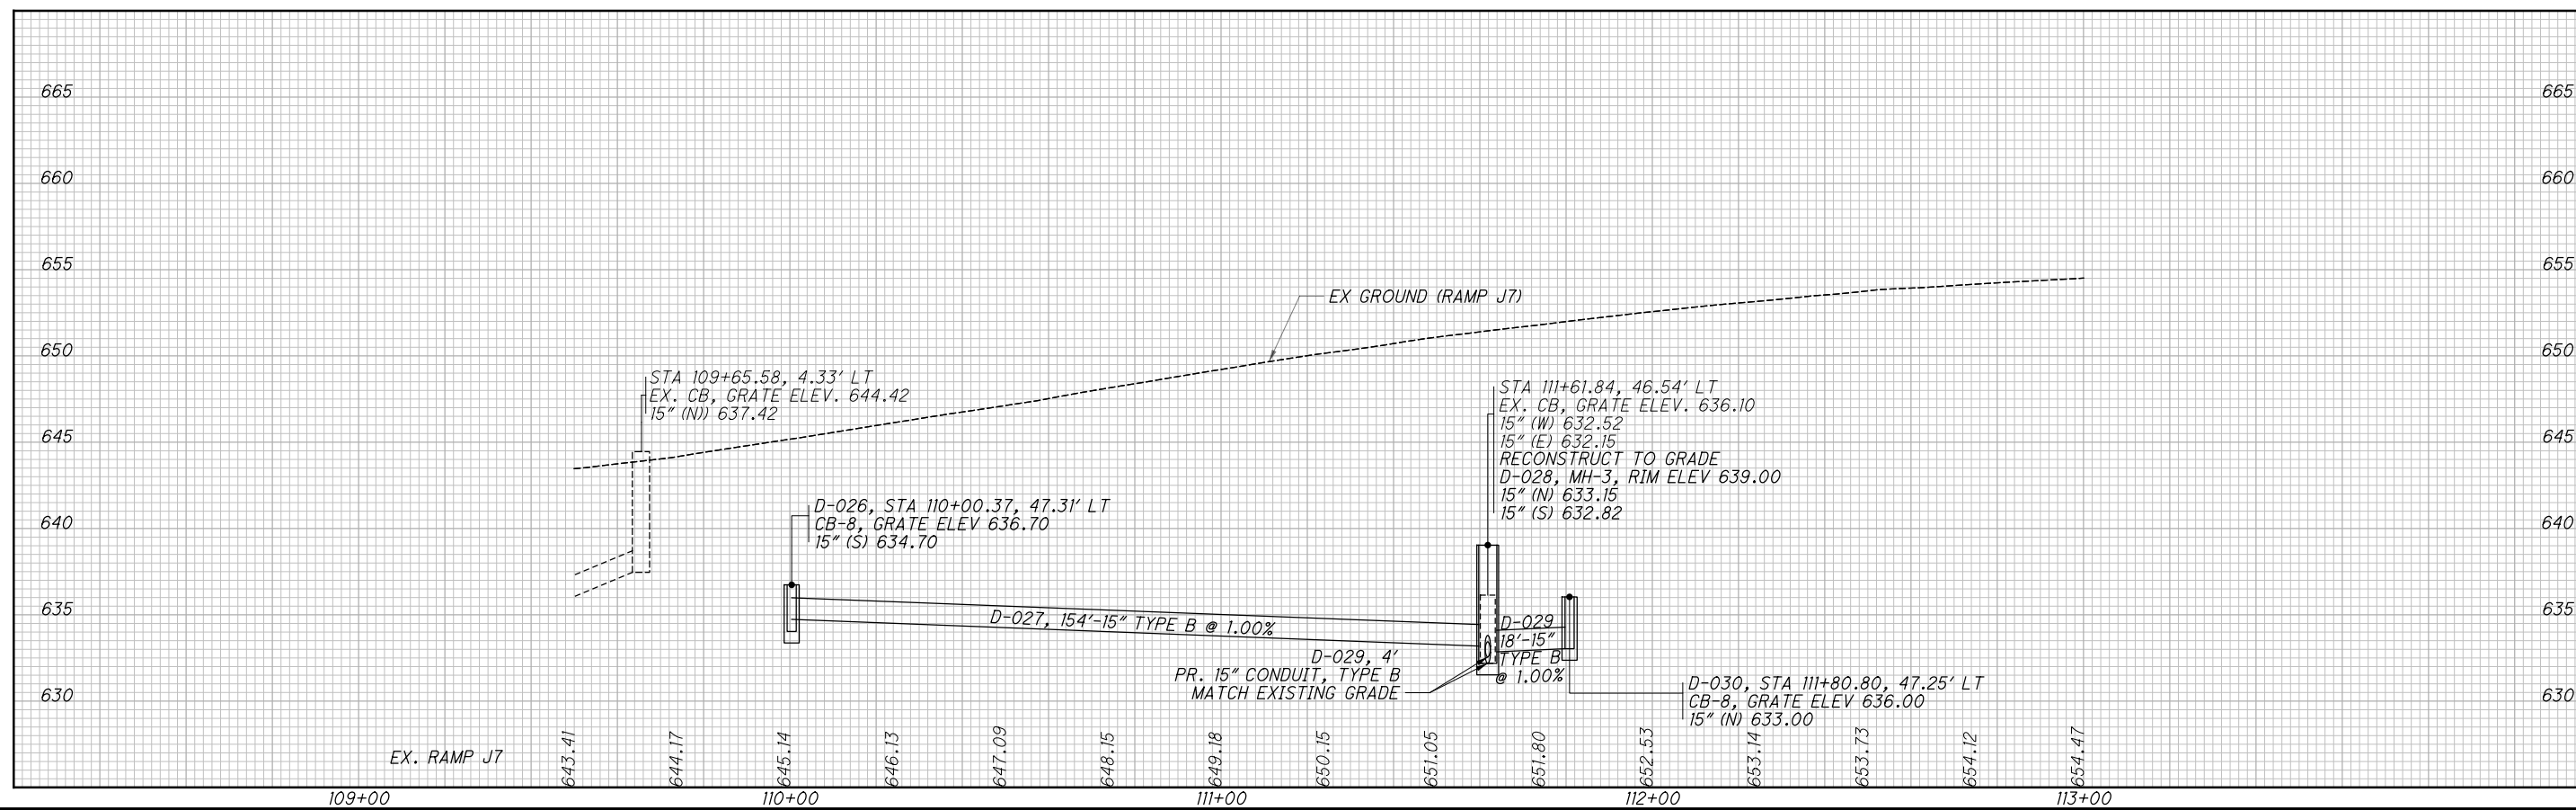 665
665
660
660
655
655
EX GROUND (RAMP J7)
650
650
STA 109+65.58, 4.33' LT
EX. CB, GRATE ELEV. 644.42
15" (N)) 637.42
STA 111+61.84, 46.54' LT
EX. CB, GRATE ELEV. 636.10
15" (W) 632.52
15" (E) 632.15
RECONSTRUCT TO GRADE
D-028, MH-3, RIM ELEV 639.00
15" (N) 633.15
15" (S) 632.82
645
645
D-026, STA 110+00.37, 47.31' LT
CB-8, GRATE ELEV 636.70
15" (S) 634.70
640
640
635
635
D-027, 154'-15" TYPE B @ 1.00%
D-029
18'-15"
TYPE B
@ 1.00%
D-029, 4'
PR. 15" CONDUIT, TYPE B
MATCH EXISTING GRADE
D-030, STA 111+80.80, 47.25' LT
CB-8, GRATE ELEV 636.00
15" (N) 633.00
630
630
EX. RAMP J7
643.41
644.17
645.14
646.13
647.09
648.15
649.18
650.15
651.05
651.80
652.53
653.14
653.73
654.12
654.47
109+00
110+00
111+00
112+00
113+00